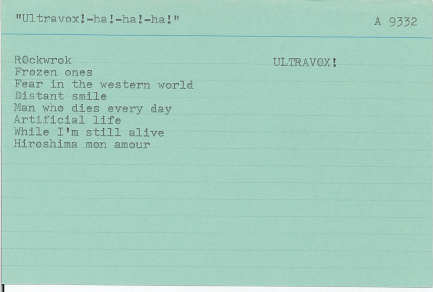 "Ultravox!-ha!-ha!-ha!" A 9332
ROckwrok ULTRAVOX!
Frozen ones
Fear in the western world
Distant smile
Man who dies every day
Artificial life
While I'm still alive
Hiroshima mon amour